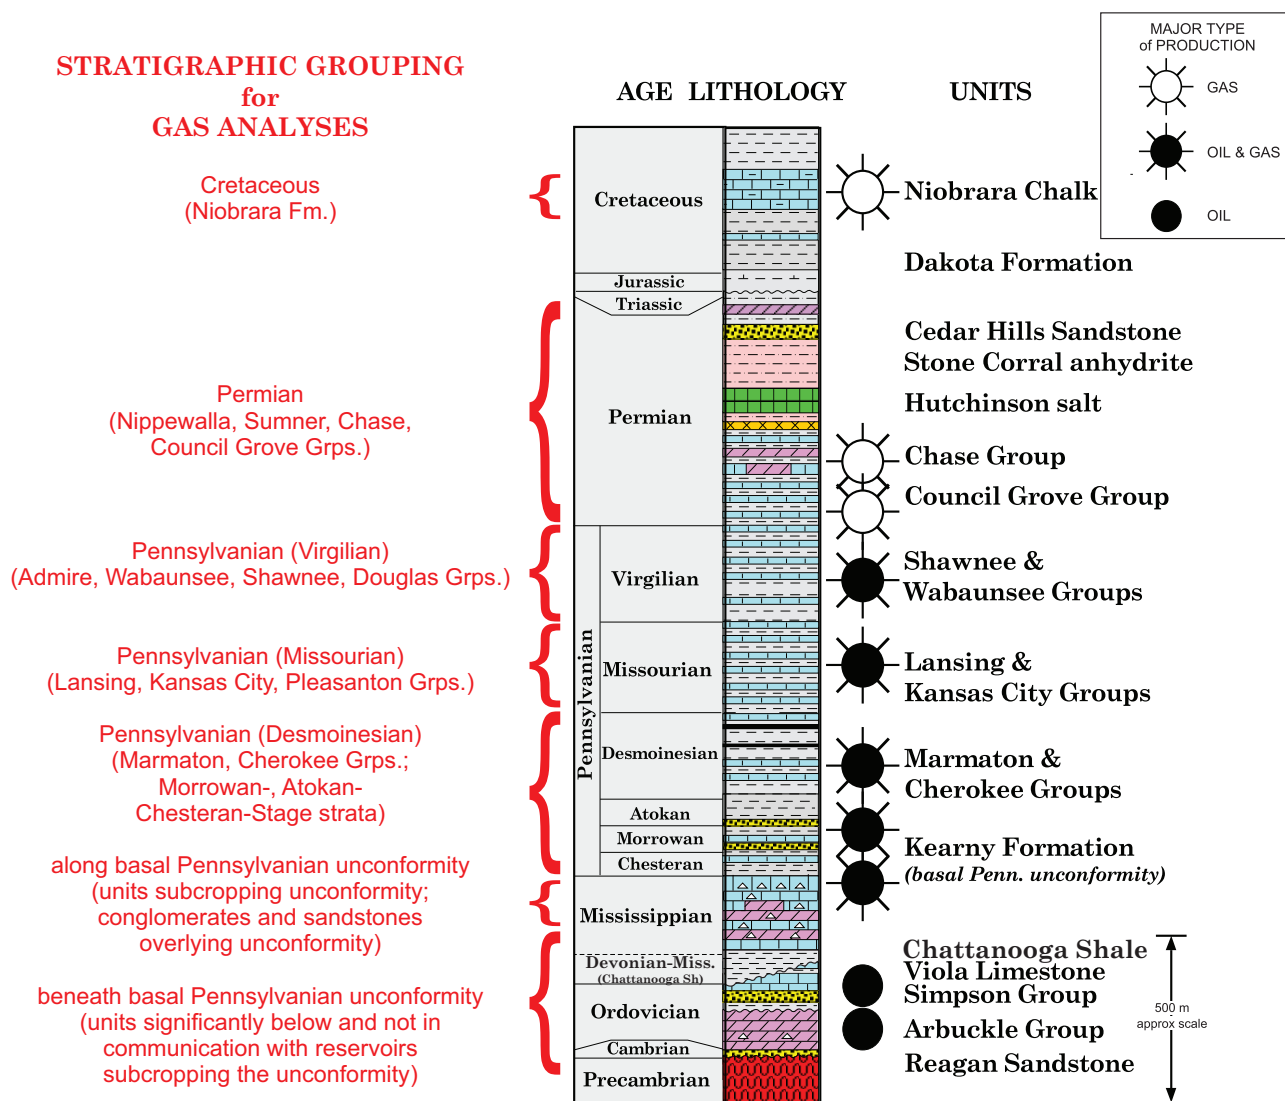 STRATIGRAPHIC GROUPING
for
GAS ANALYSES
Cretaceous
(Niobrara Fm.)
Permian
(Nippewalla, Sumner, Chase,
Council Grove Grps.)
Pennsylvanian (Virgilian)
(Admire, Wabaunsee, Shawnee, Douglas Grps.)
Pennsylvanian (Missourian)
(Lansing, Kansas City, Pleasanton Grps.)
Pennsylvanian (Desmoinesian)
(Marmaton, Cherokee Grps.;
Morrowan-, Atokan-
Chesteran-Stage strata)
along basal Pennsylvanian unconformity
(units subcropping unconformity;
conglomerates and sandstones
overlying unconformity)
beneath basal Pennsylvanian unconformity
(units significantly below and not in
communication with reservoirs
subcropping the unconformity)
AGE
Cretaceous
Jurassic
Triassic
Permian
Pennsylvanian
Virgilian
Missourian
Desmoinesian
Atokan
Morrowan
Chesteran
Mississippian
Devonian-Miss.
(Chattanooga Sh)
Ordovician
Cambrian
Precambrian
LITHOLOGY
UNITS
Niobrara Chalk
Dakota Formation
Cedar Hills Sandstone
Stone Corral anhydrite
Hutchinson salt
Chase Group
Council Grove Group
Shawnee &
Wabaunsee Groups
Lansing &
Kansas City Groups
Marmaton &
Cherokee Groups
Kearny Formation
(basal Penn. unconformity)
Chattanooga Shale
Viola Limestone
Simpson Group
Arbuckle Group
Reagan Sandstone
500 m
approx scale
MAJOR TYPE
of PRODUCTION
GAS
OIL & GAS
OIL